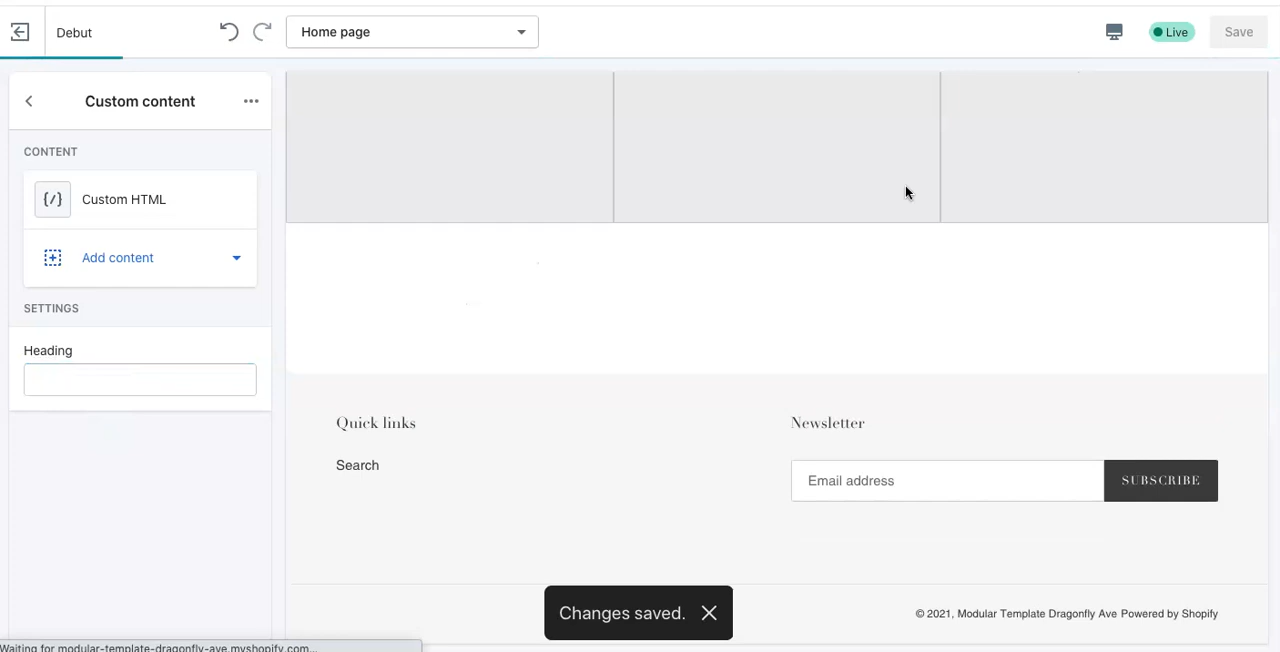 Debut
Home page
Live
Save
Custom content
CONTENT
{/} Custom HTML
Add content
SETTINGS
Heading
Quick links
Search
Newsletter
Email address
SUBSCRIBE
Changes saved.
© 2021, Modular Template Dragonfly Ave Powered by Shopify
Waiting for modular-template-dragonfly-ave.myshopify.com...